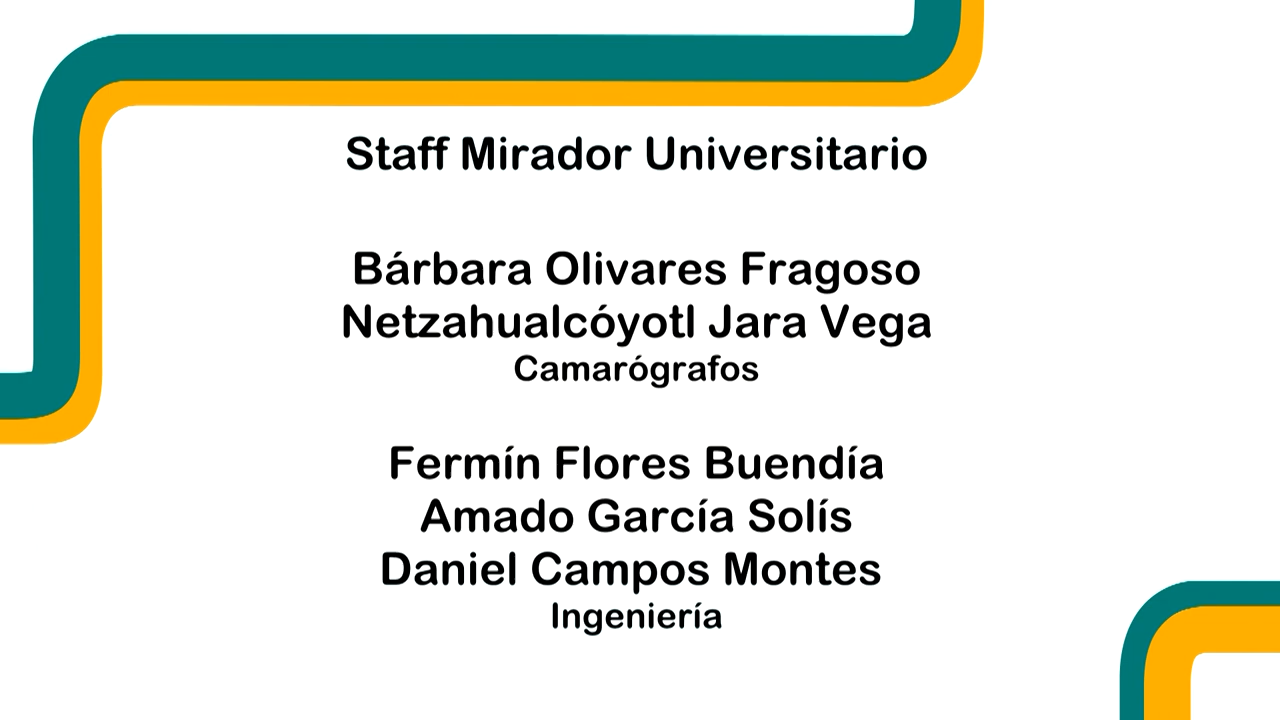 Staff Mirador Universitario
Bárbara Olivares Fragoso
Netzahualcóyotl Jara Vega
Camarógrafos
Fermín Flores Buendía
Amado García Solís
Daniel Campos Montes
Ingeniería